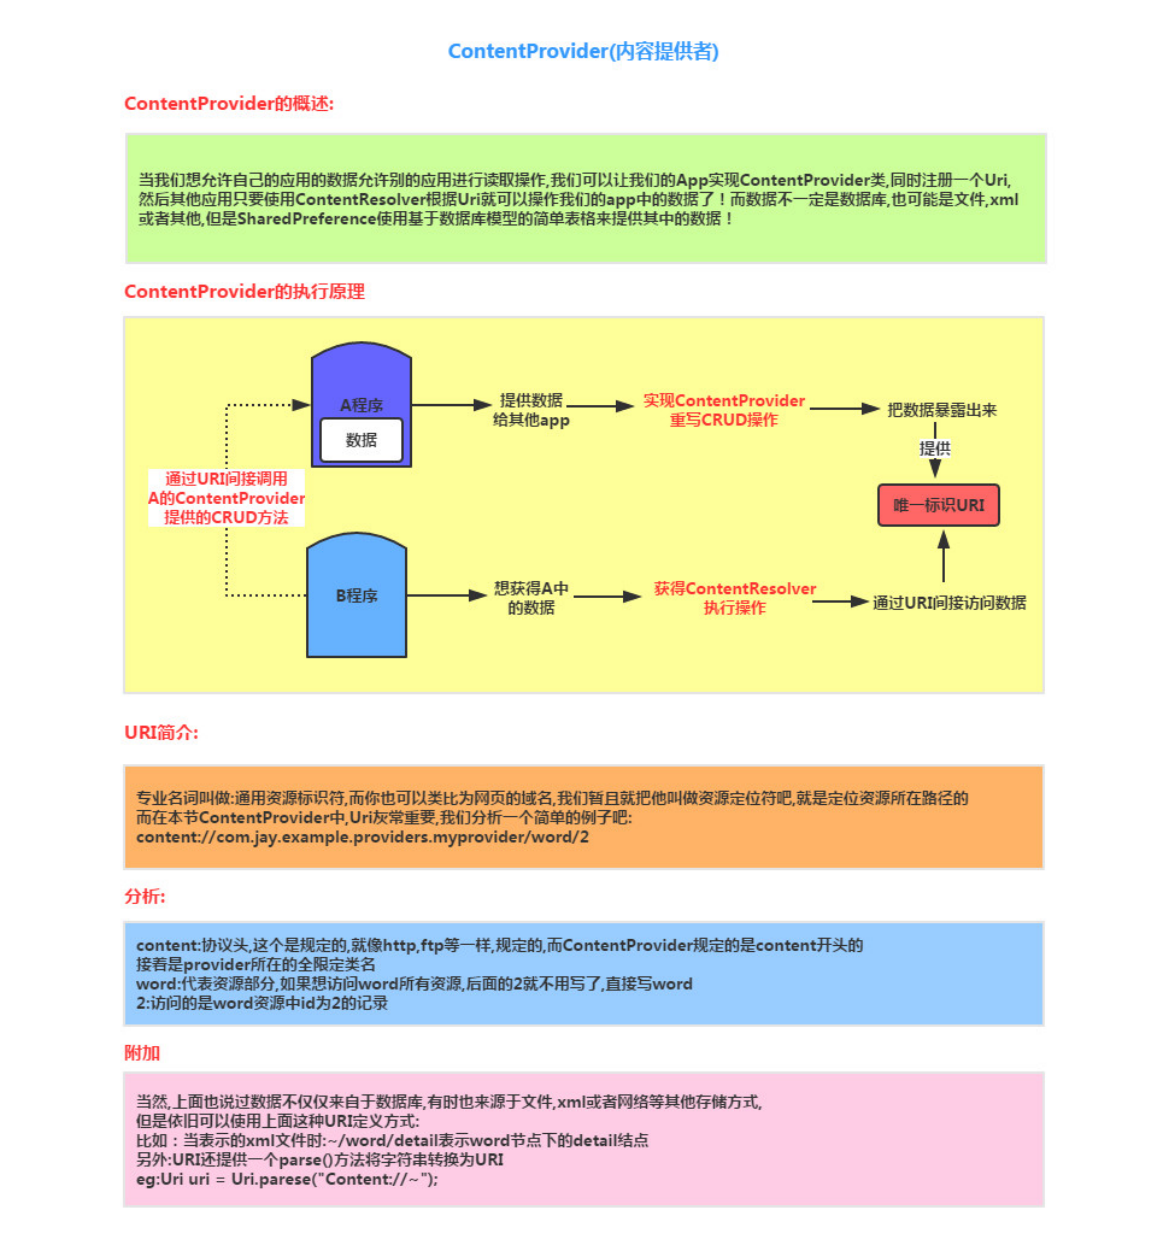 ContentProvider(内容提供者)
ContentProvider的概述:
当我们想允许自己的应用的数据允许别的应用进行读取操作,我们可以让我们的App实现ContentProvider类,同时注册一个Uri,
然后其他应用只要使用ContentResolver根据Uri就可以操作我们的app中的数据了！而数据不一定是数据库,也可能是文件,xml
或者其他,但是SharedPreference使用基于数据库模型的简单表格来提供其中的数据！
ContentProvider的执行原理
A程序
数据
提供数据
给其他app
实现ContentProvider
重写CRUD操作
把数据暴露出来
提供
唯一标识URI
通过URI间接调用
A的ContentProvider
提供的CRUD方法
B程序
想获得A中
的数据
获得ContentResolver
执行操作
通过URI间接访问数据
URI简介:
专业名词叫做:通用资源标识符,而你也可以类比为网页的域名,我们暂且就把他叫做资源定位符吧,就是定位资源所在路径的
而在本节ContentProvider中,Uri灰常重要,我们分析一个简单的例子吧:
content://com.jay.example.providers.myprovider/word/2
分析:
content:协议头,这个是规定的,就像http,ftp等一样,规定的,而ContentProvider规定的是content开头的
接着是provider所在的全限定类名
word:代表资源部分,如果想访问word所有资源,后面的2就不用写了,直接写word
2:访问的是word资源中id为2的记录
附加
当然,上面也说过数据不仅仅来自于数据库,有时也来源于文件,xml或者网络等其他存储方式,
但是依旧可以使用上面这种URI定义方式:
比如：当表示的xml文件时:~/word/detail表示word节点下的detail结点
另外:URI还提供一个parse()方法将字符串转换为URI
eg:Uri uri = Uri.parese("Content://~");